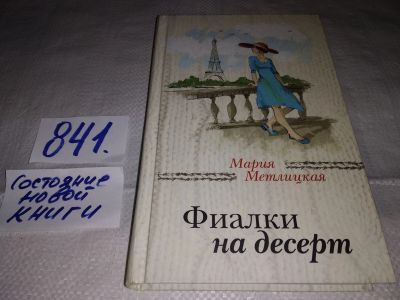 841.
Состояние
новой
книги
Мария
Метлицкая
Фиалки
на десерт